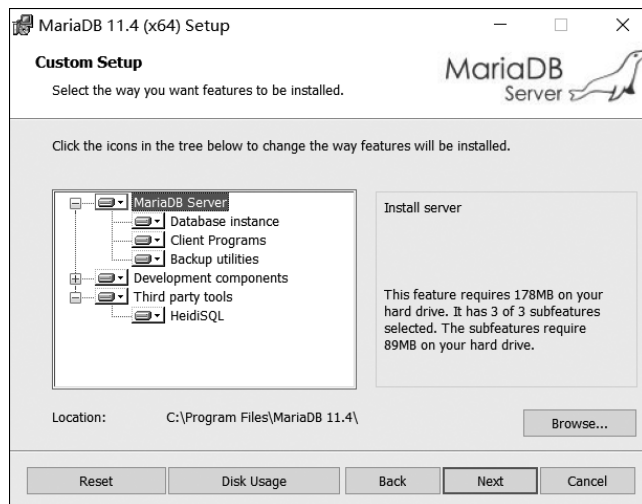 MariaDB 11.4 (x64) Setup
Custom Setup
Select the way you want features to be installed.
MariaDB
Server
Click the icons in the tree below to change the way features will be installed.
MariaDB Server
Database instance
Client Programs
Backup utilities
Development components
Third party tools
HeidiSQL
Install server
This feature requires 178MB on your
hard drive. It has 3 of 3 subfeatures
selected. The subfeatures require
89MB on your hard drive.
Location: C:\Program Files\MariaDB 11.4\
Browse...
Reset Disk Usage Back Next Cancel